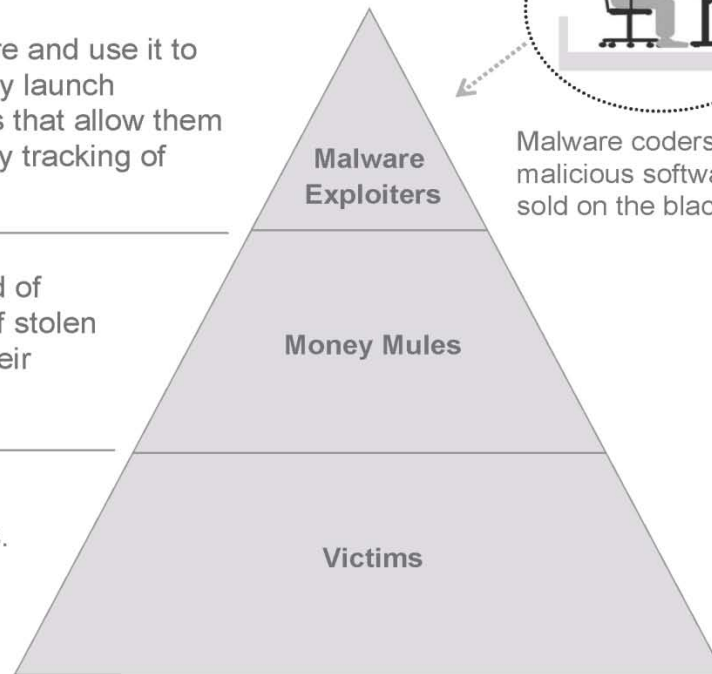 re and use it to
y launch
s that allow them
y tracking of
Malware
Exploiters
Malware coders
malicious softwa
sold on the blac
d of
f stolen
eir
Money Mules
.
Victims